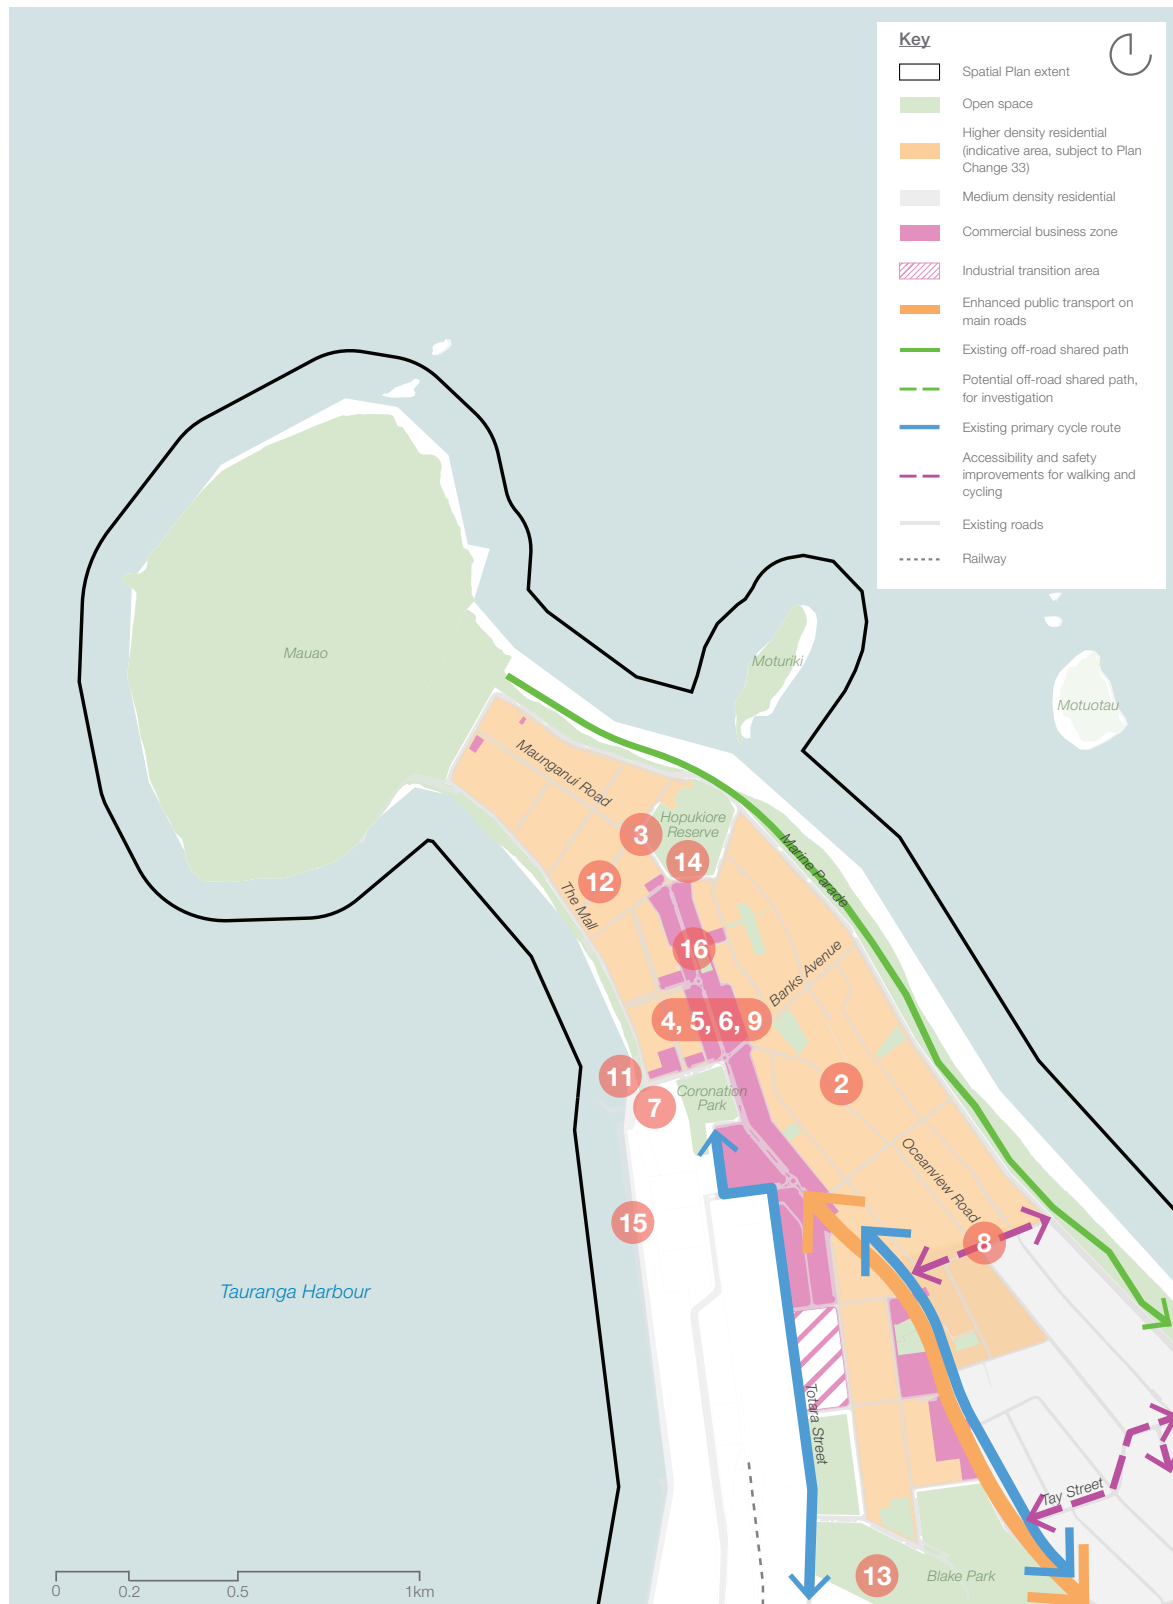 Key
Spatial Plan extent
Open space
Higher density residential
(indicative area, subject to Plan
Change 33)
Medium density residential
Commercial business zone
Industrial transition area
Enhanced public transport on
main roads
Existing off-road shared path
Potential off-road shared path,
for investigation
Existing primary cycle route
Accessibility and safety
improvements for walking and
cycling
Existing roads
Railway
Mauao
Moturiki
Motuotau
Maunganui Road
Hopukiore
Reserve
3
14
12
Marine Parade
The Mall
16
Banks Avenue
4, 5, 6, 9
11
7
Coronation
Park
2
Oceanview Road
15
8
Tauranga Harbour
Totara Street
Tay Street
13
Blake Park
0
0.2
0.5
1km